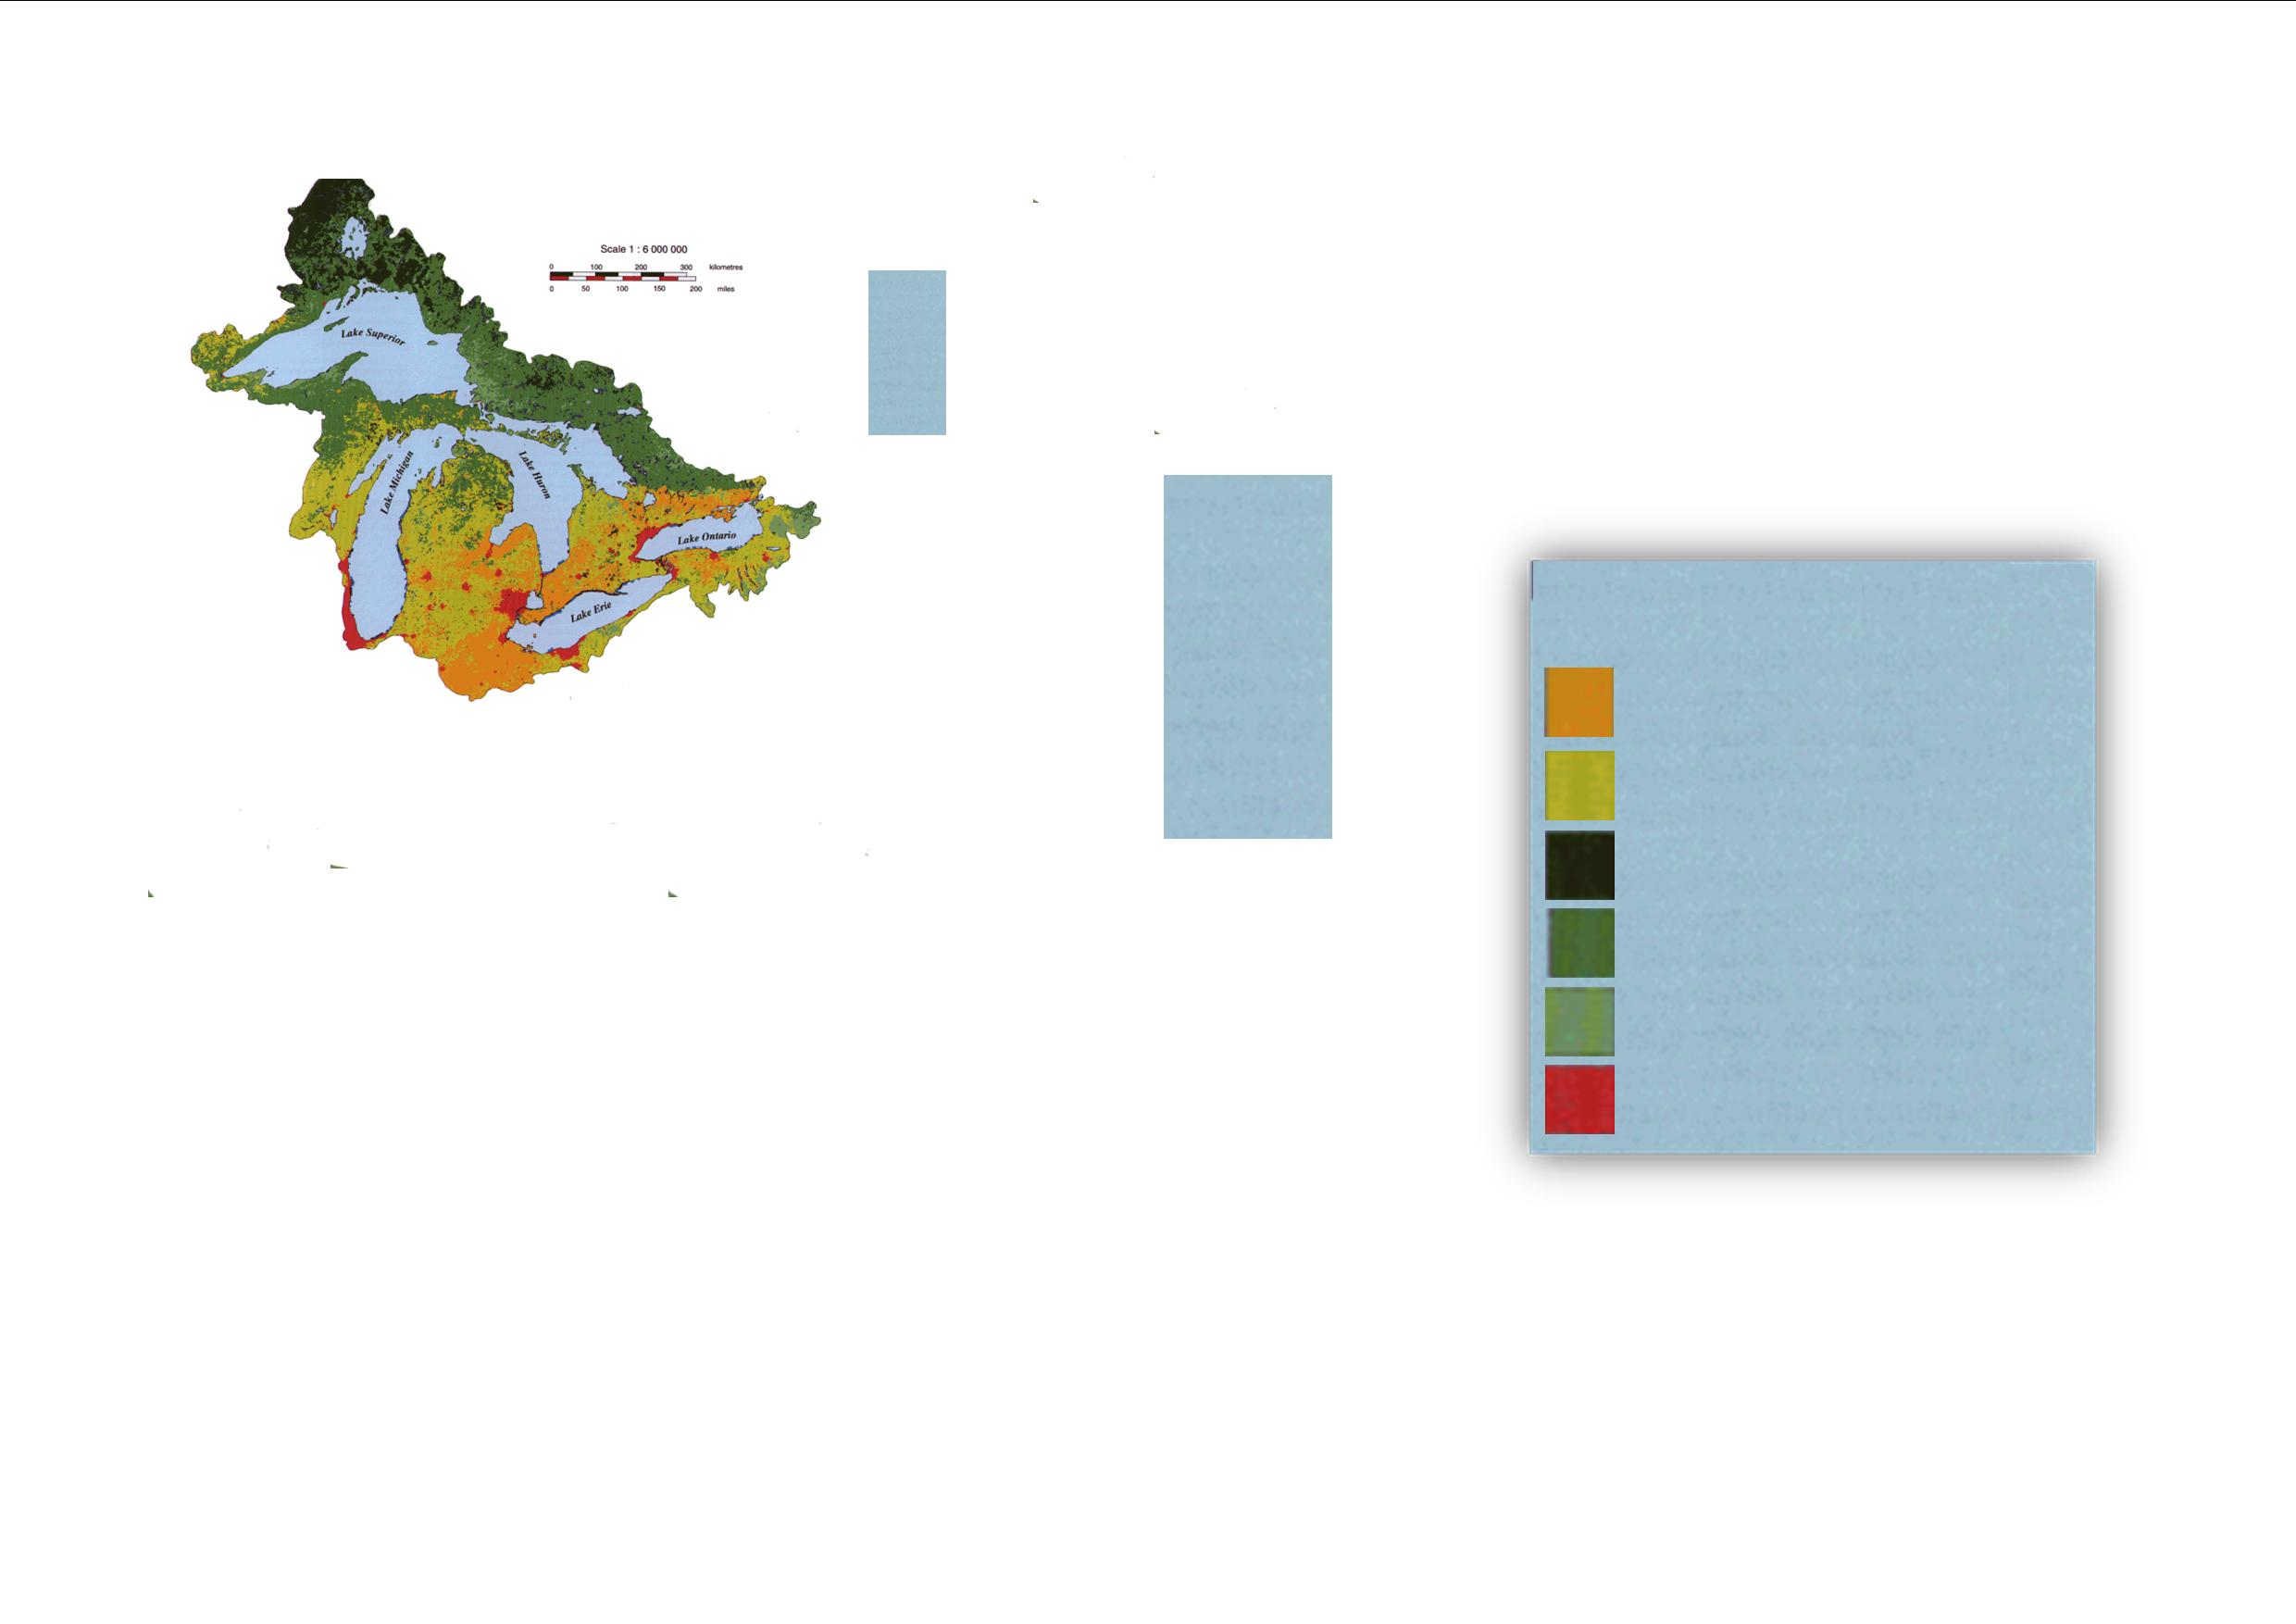 Scale 1 : 6 000 000
0 100 200 300 kilometres
0 50 100 150 200 miles
Lake Superior
Lake Michigan
Lake Huron
Lake Ontario
Lake Erie